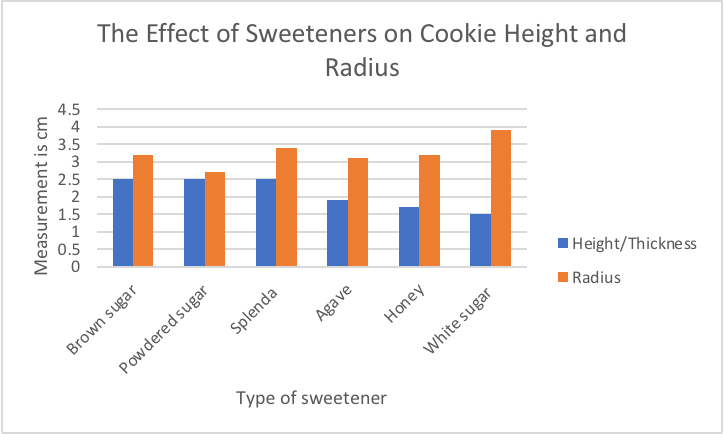 The Effect of Sweeteners on Cookie Height and
Radius
Measurement is cm
4.5
4
3.5
3
2.5
2
1.5
1
0.5
0
Brown sugar
Powdered sugar
Splenda
Agave
Honey
White sugar
Type of sweetener
Height/Thickness
Radius